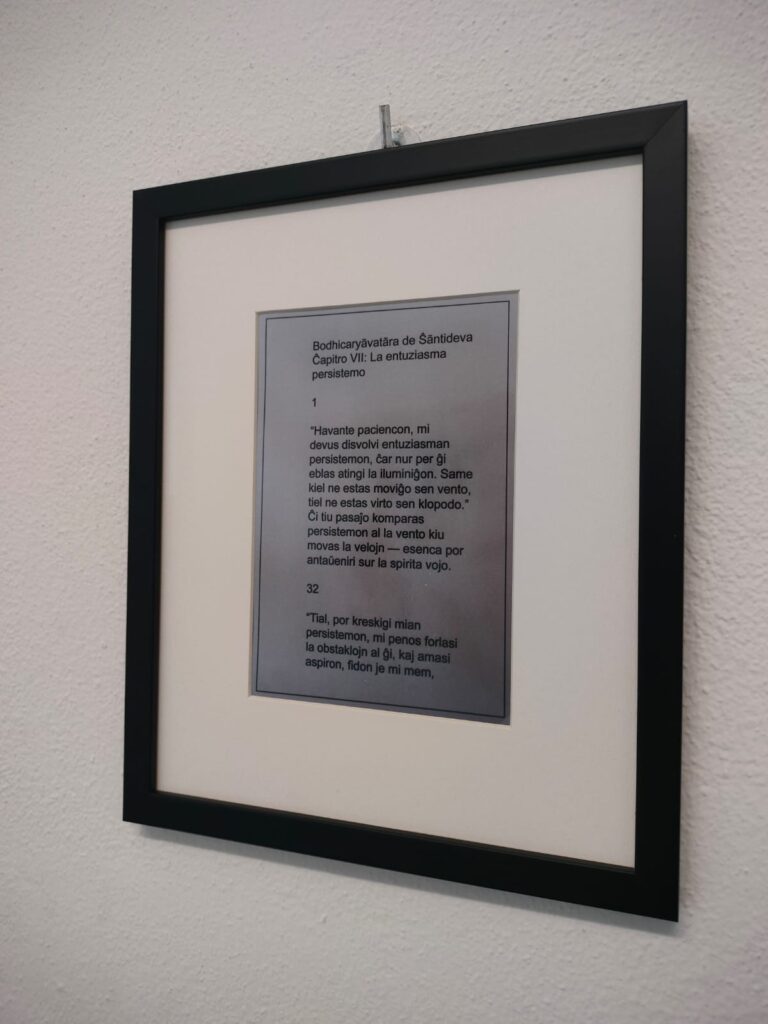 Bodhicaryāvatāra de Ŝāntideva
Ĉapitro VII: La entuziasma
persistemo
1
"Havante paciencon, mi
devus disvolvi entuziasman
persistemon, ĉar nur per ĝi
eblas atingi la iluminiĝon. Same
kiel ne estas moviĝo sen vento,
tiel ne estas virto sen klopodo."
Ĉi tiu pasaĵo komparas
persistemon al la vento kiu
movas la velojn — esenca por
antaŭeniri sur la spirita vojo.
32
"Tial, por kreskigi mian
persistemon, mi penos forlasi
la obstaklojn al ĝi, kaj amasi
aspiron, fidon je mi mem,